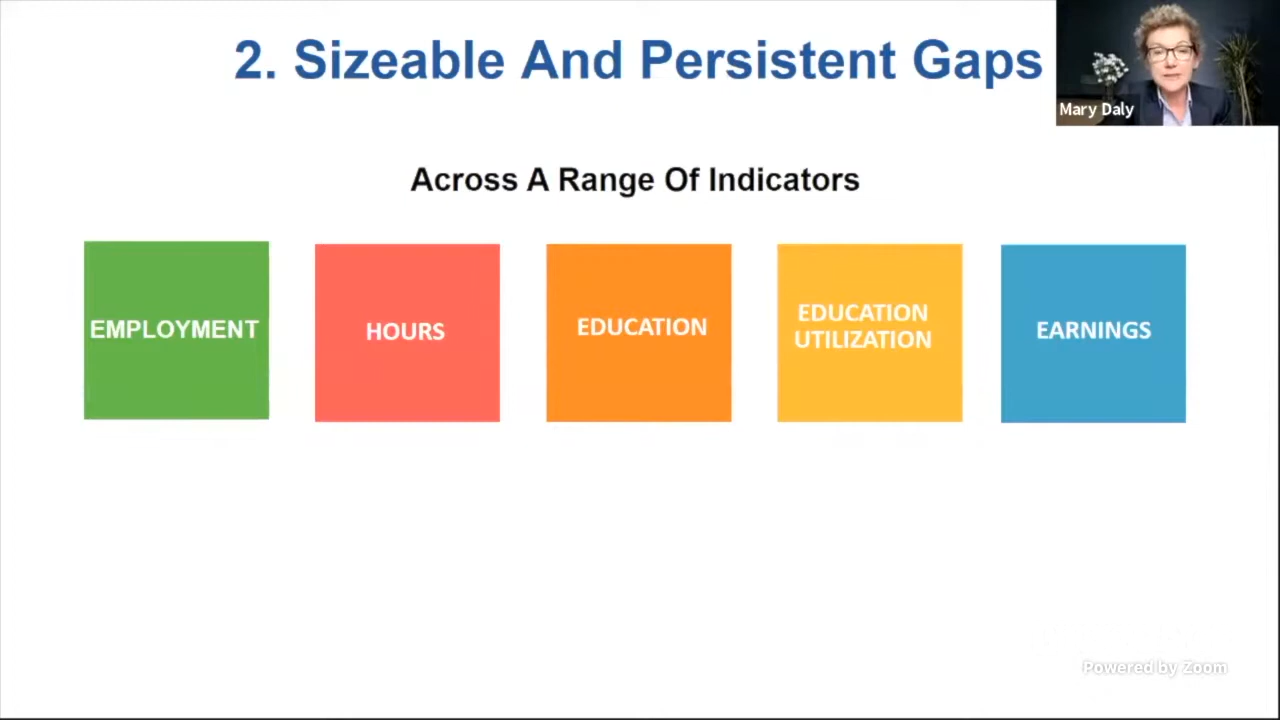 2. Sizeable And Persistent Gaps
Mary Daly
Across A Range Of Indicators
EMPLOYMENT
HOURS
EDUCATION
EDUCATION
UTILIZATION
EARNINGS
Powered by Zoom